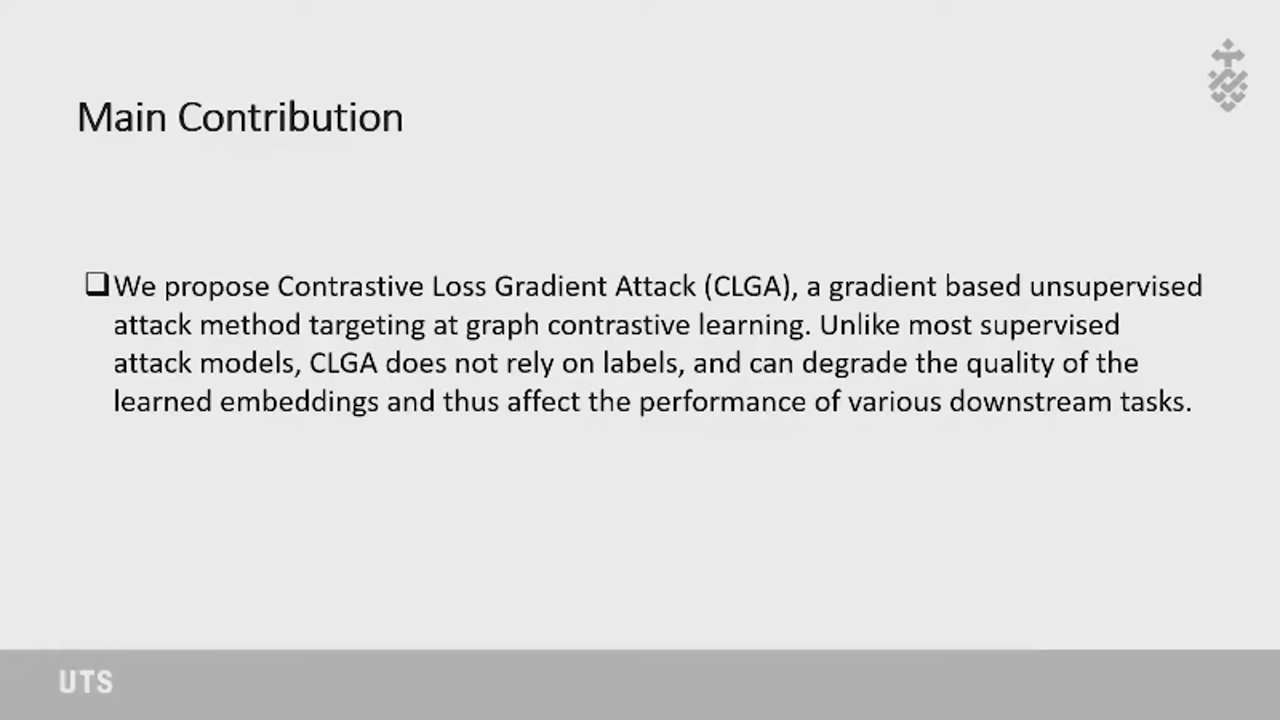 Main Contribution
We propose Contrastive Loss Gradient Attack (CLGA), a gradient based unsupervised
attack method targeting at graph contrastive learning. Unlike most supervised
attack models, CLGA does not rely on labels, and can degrade the quality of the
learned embeddings and thus affect the performance of various downstream tasks.
UTS